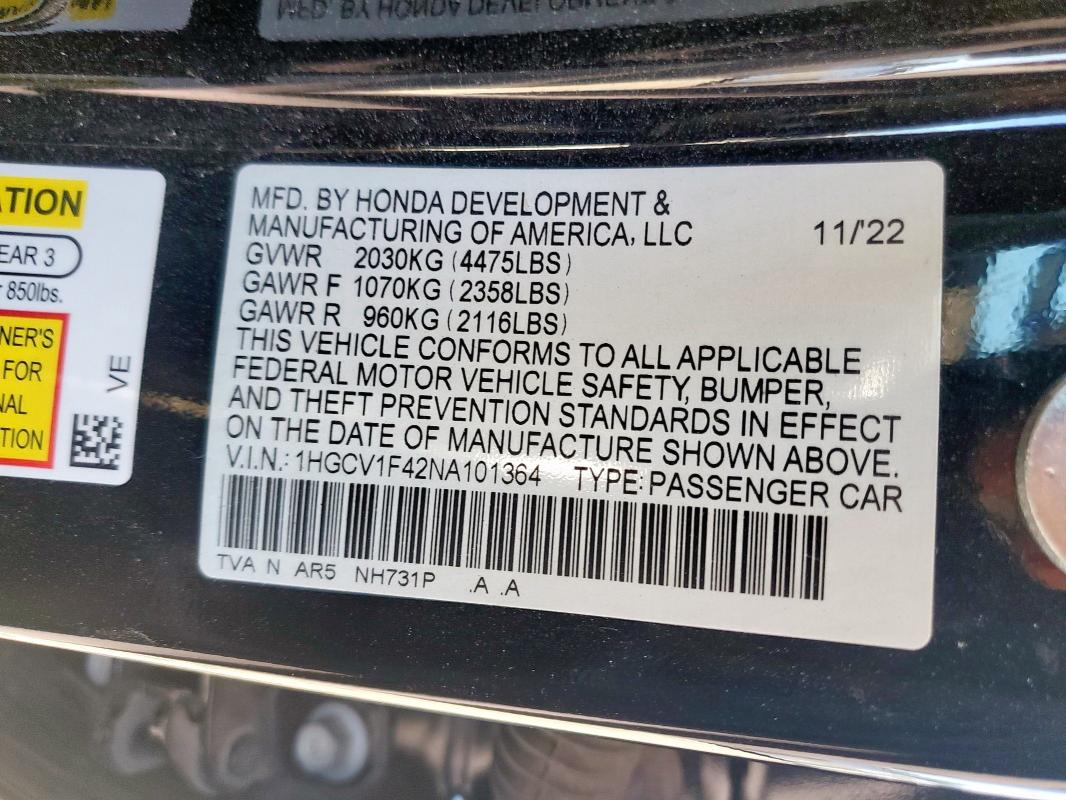 MFD. BY HONDA DEVELOPMENT &
MANUFACTURING OF AMERICA, LLC 11/'22
GVWR 2030KG (4475LBS)
GAWR F 1070KG (2358LBS)
GAWR R 960KG (2116LBS)
THIS VEHICLE CONFORMS TO ALL APPLICABLE
FEDERAL MOTOR VEHICLE SAFETY, BUMPER,
AND THEFT PREVENTION STANDARDS IN EFFECT
ON THE DATE OF MANUFACTURE SHOWN ABOVE.
V.I.N.: 1HGCV1F42NA101364 TYPE: PASSENGER CAR
TVA N AR5 NH731P .A .A
ATION
EAR 3
850lbs.
NER'S
FOR
NAL
TION
VE
MFD. BY HONDA